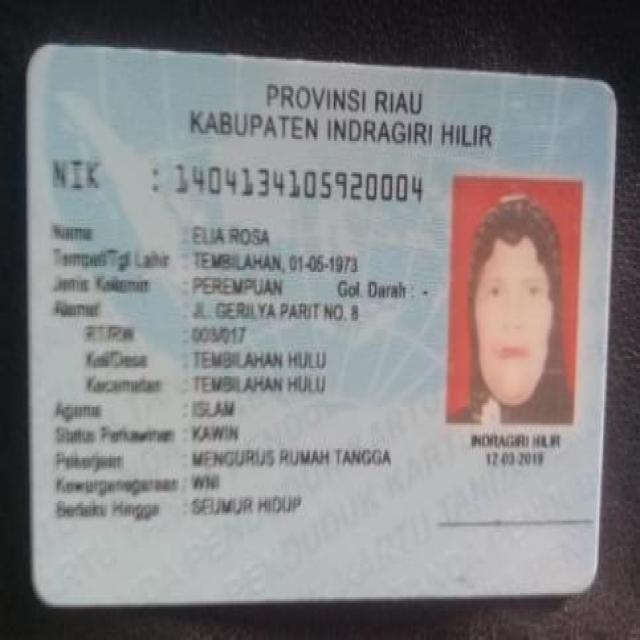 PROVINSI RIAU
KABUPATEN INDRAGIRI HILIR
NIK : 1404134105920004
Nama : ELIA ROSA
Tempat/Tgl Lahir : TEMBILAHAN, 01-05-1973
Jenis Kelamin : PEREMPUAN Gol. Darah : -
Alamat : JL. GERILYA PARIT NO. 8
RT/RW : 003/017
Kel/Desa : TEMBILAHAN HULU
Kecamatan : TEMBILAHAN HULU
Agama : ISLAM
Status Perkawinan : KAWIN
Pekerjaan : MENGURUS RUMAH TANGGA
Kewarganegaraan : WNI
Berlaku Hingga : SEUMUR HIDUP
INDRAGIRI HILIR
12-03-2019